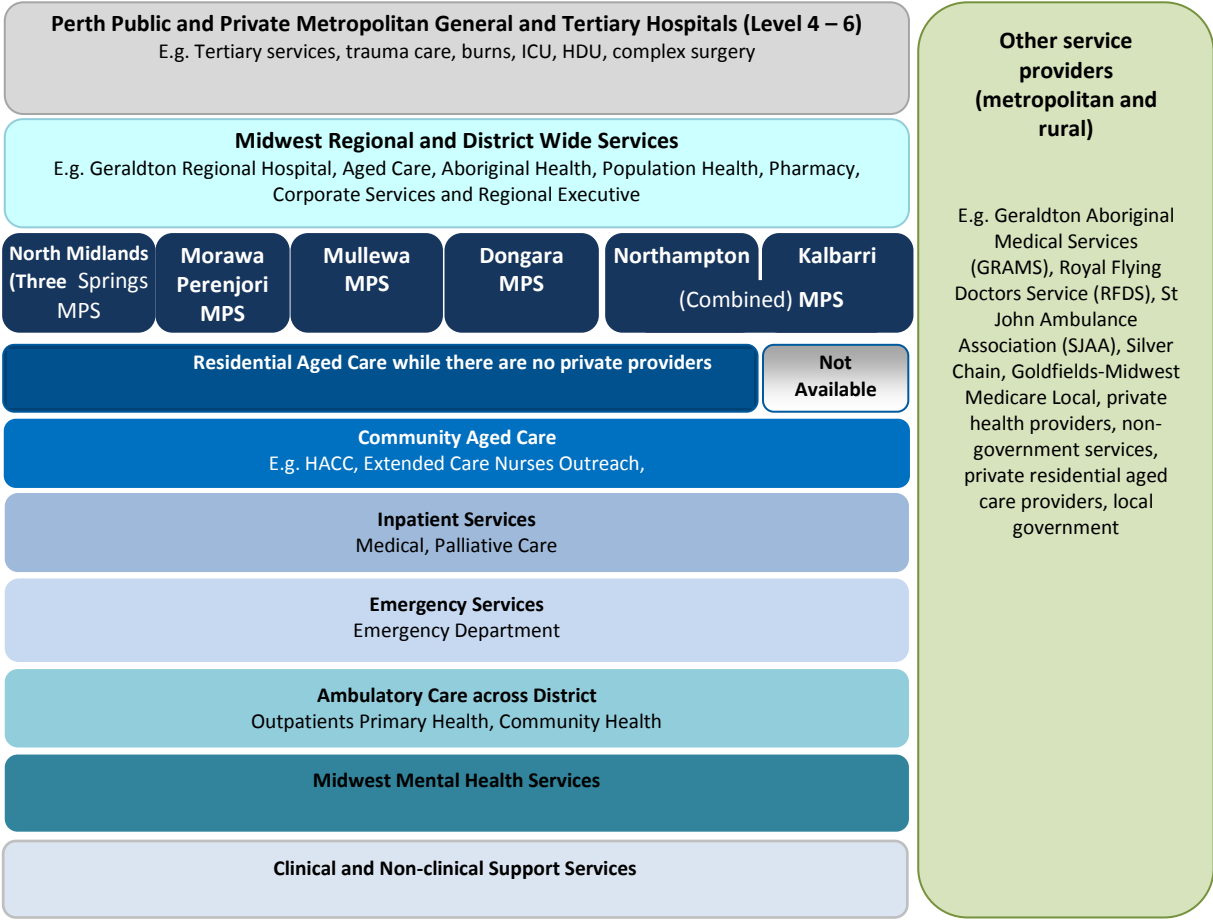 Perth Public and Private Metropolitan General and Tertiary Hospitals (Level 4 – 6)
E.g. Tertiary services, trauma care, burns, ICU, HDU, complex surgery
Midwest Regional and District Wide Services
E.g. Geraldton Regional Hospital, Aged Care, Aboriginal Health, Population Health, Pharmacy,
Corporate Services and Regional Executive
North Midlands
(Three Springs
MPS
Morawa
Perenjori
MPS
Mullewa
MPS
Dongara
MPS
Northampton
Kalbarri
(Combined) MPS
Residential Aged Care while there are no private providers
Not
Available
Community Aged Care
E.g. HACC, Extended Care Nurses Outreach,
Inpatient Services
Medical, Palliative Care
Emergency Services
Emergency Department
Ambulatory Care across District
Outpatients Primary Health, Community Health
Midwest Mental Health Services
Clinical and Non-clinical Support Services
Other service
providers
(metropolitan and
rural)
E.g. Geraldton Aboriginal
Medical Services
(GRAMS), Royal Flying
Doctors Service (RFDS), St
John Ambulance
Association (SJAA), Silver
Chain, Goldfields-Midwest
Medicare Local, private
health providers, non-
government services,
private residential aged
care providers, local
government